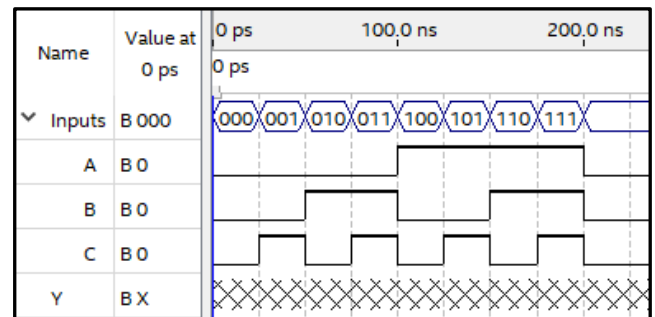 Name Value at 0 ps 0 ps 100.0 ns 200.0 ns
0 ps
Inputs B 000 000 001 010 011 100 101 110 111
A B 0
B B 0
C B 0
Y B X